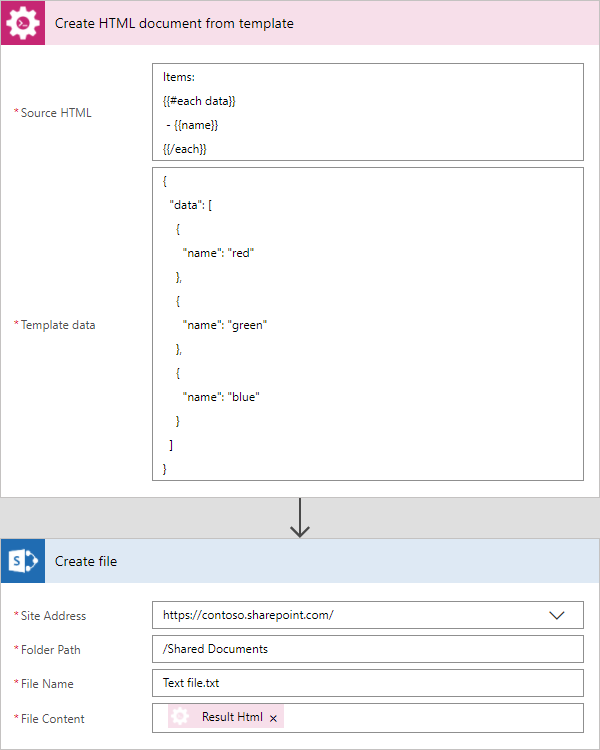 Create HTML document from template
*Source HTML
Items:
{{#each data}}
- {{name}}
{{/each}}
*Template data
{
"data": [
{
"name": "red"
},
{
"name": "green"
},
{
"name": "blue"
}
]
}
Create file
*Site Address
https://contoso.sharepoint.com/
*Folder Path
/Shared Documents
*File Name
Text file.txt
*File Content
Result Html ×